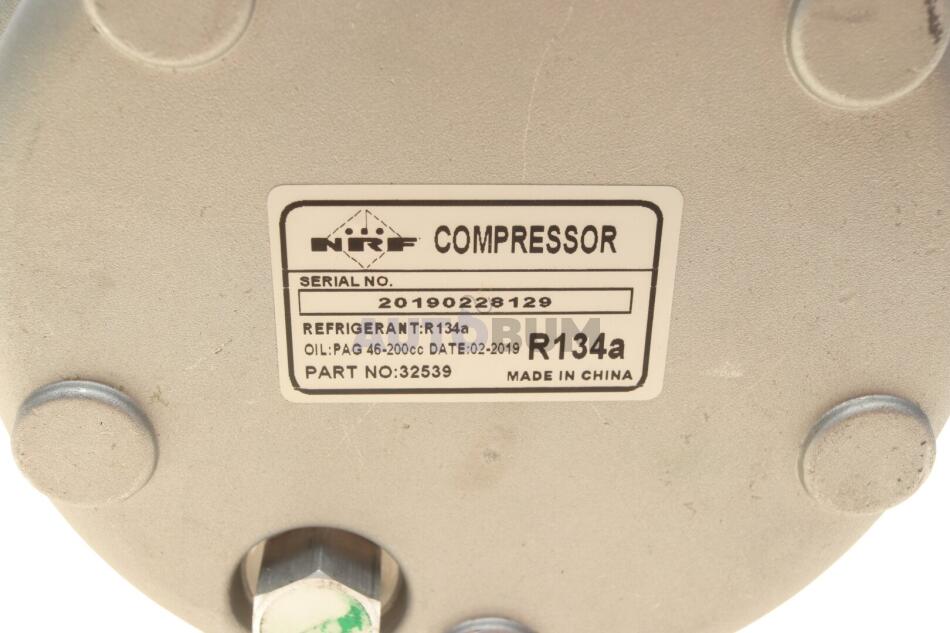 NRF COMPRESSOR
SERIAL NO.
20190228129
AUTOBUM
REFRIGERANT:R134a
OIL:PAG 46-200cc DATE:02-2019 R134a
PART NO:32539 MADE IN CHINA